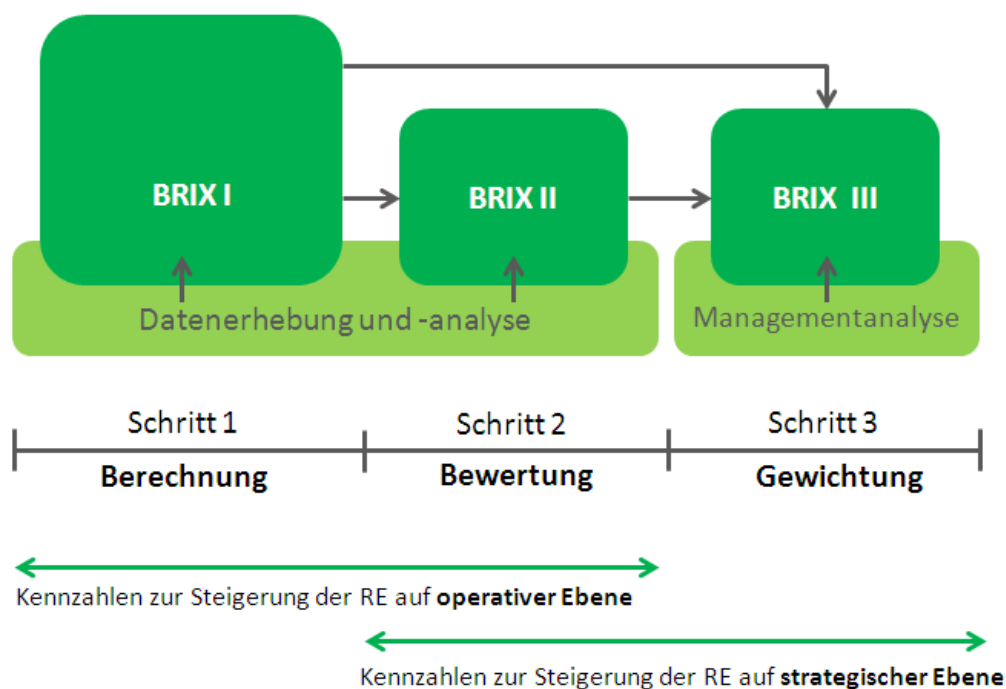 BRIX I
BRIX II
BRIX III
Datenerhebung und -analyse
Managementanalyse
Schritt 1
Schritt 2
Schritt 3
Berechnung
Bewertung
Gewichtung
Kennzahlen zur Steigerung der RE auf operativer Ebene
Kennzahlen zur Steigerung der RE auf strategischer Ebene